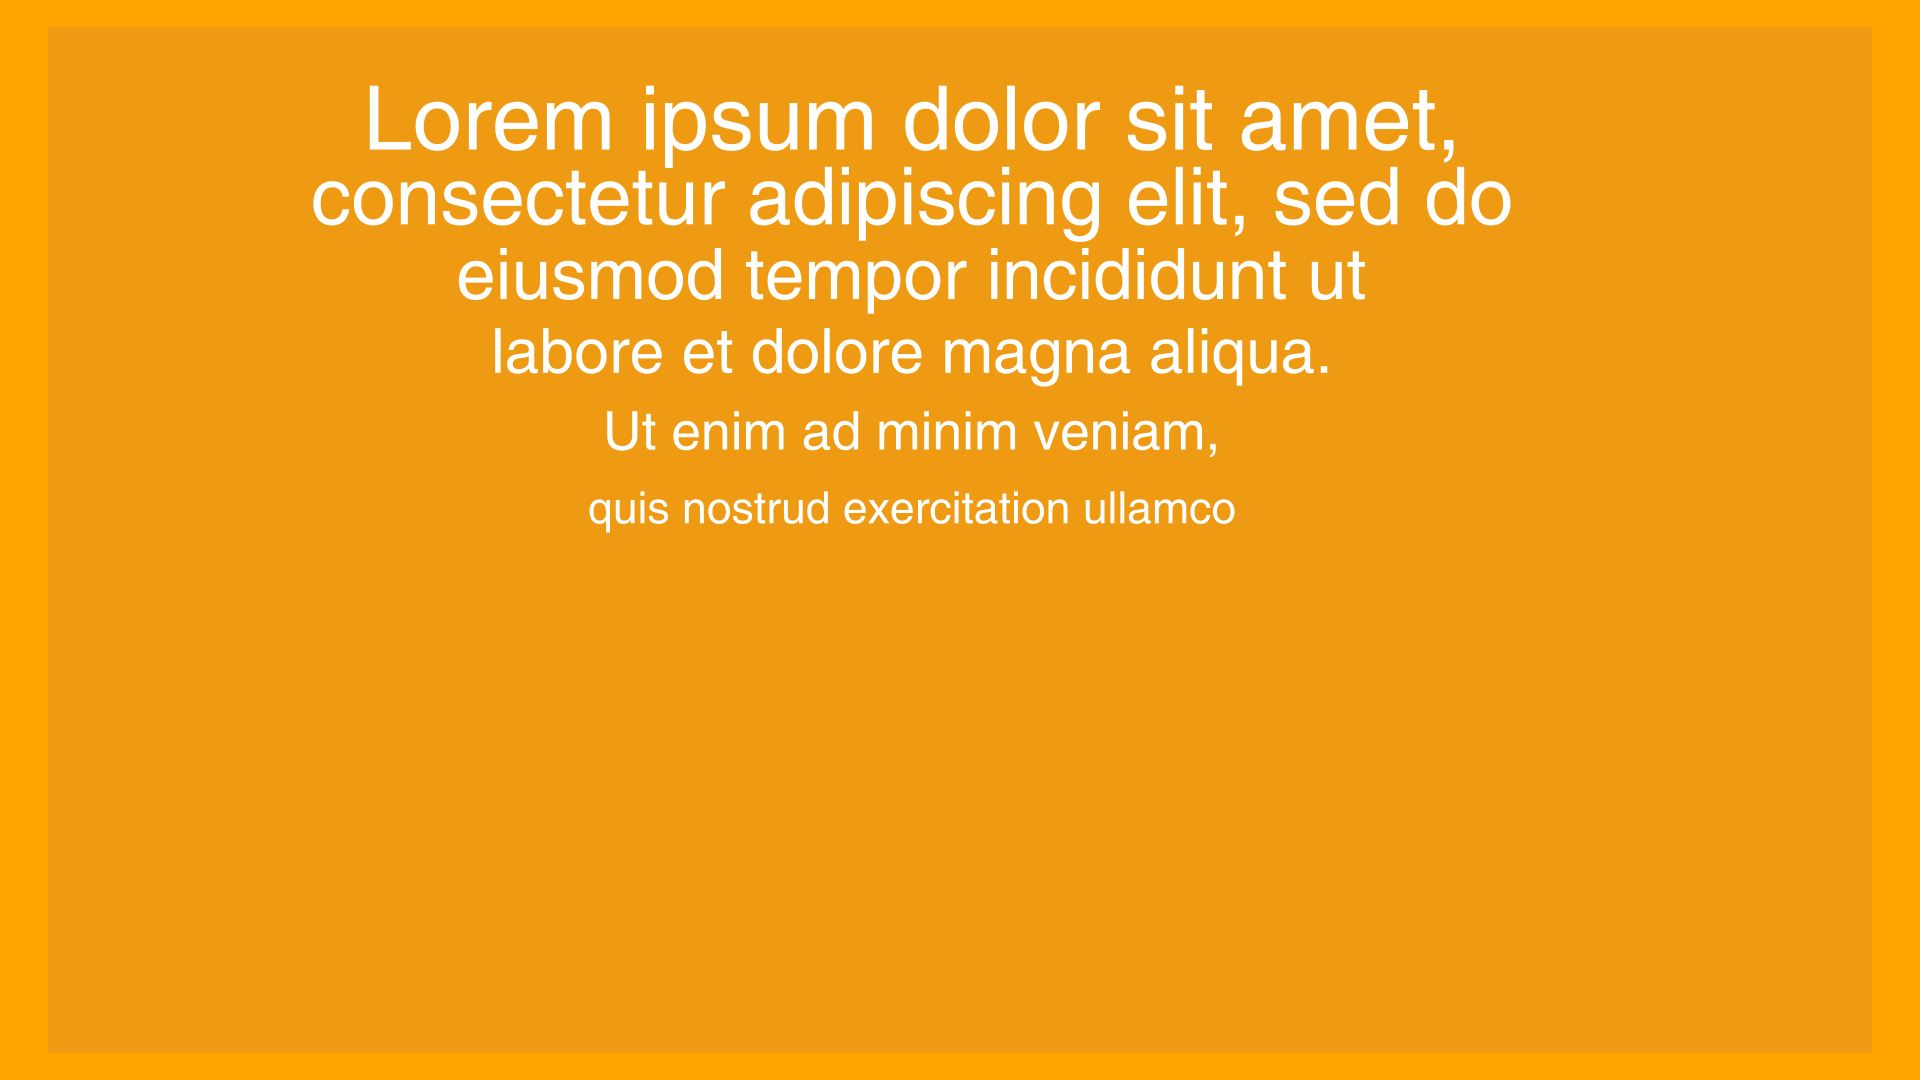 Lorem ipsum dolor sit amet,
consectetur adipiscing elit, sed do
eiusmod tempor incididunt ut
labore et dolore magna aliqua.
Ut enim ad minim veniam,
quis nostrud exercitation ullamco